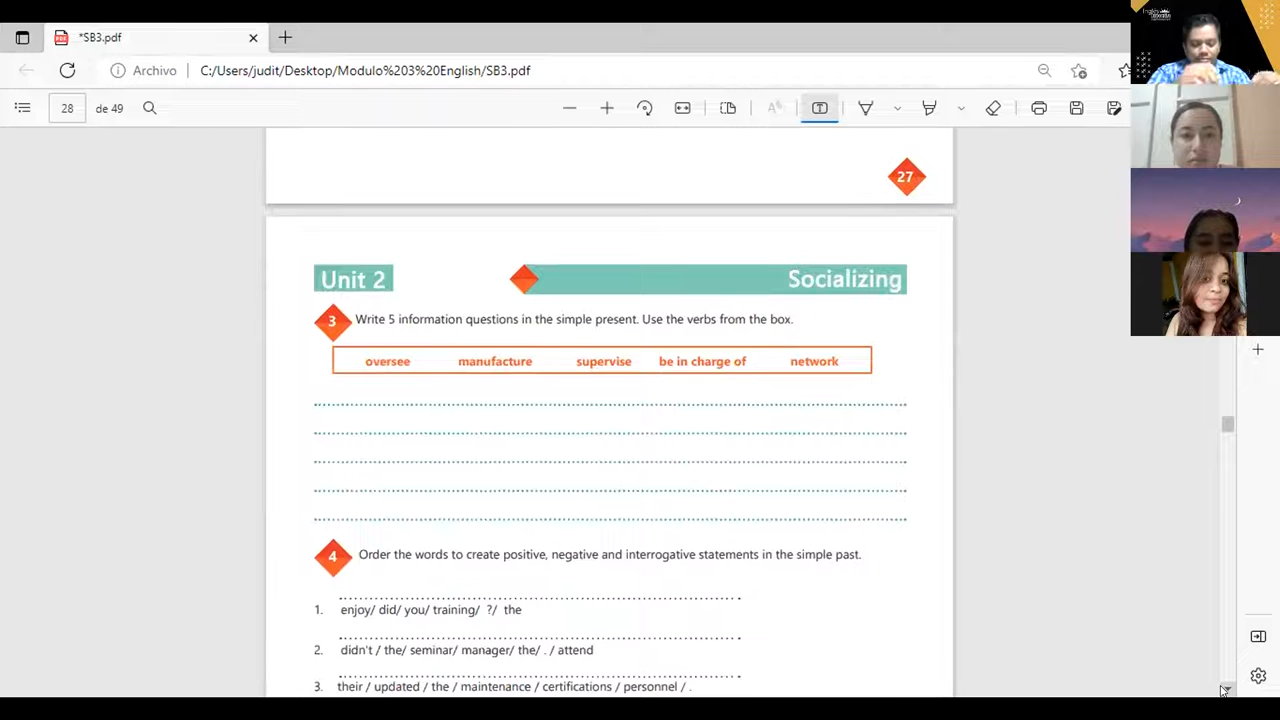 *SB3.pdf
Archivo
C:/Users/judit/Desktop/Modulo%203%20English/SB3.pdf
28
de 49
27
Unit 2
Socializing
3 Write 5 information questions in the simple present. Use the verbs from the box.
oversee manufacture supervise be in charge of network
4 Order the words to create positive, negative and interrogative statements in the simple past.
1. enjoy/ did/ you/ training/ ?/ the
2. didn't / the/ seminar/ manager/ the/ . / attend
3. their / updated / the / maintenance / certifications / personnel / .